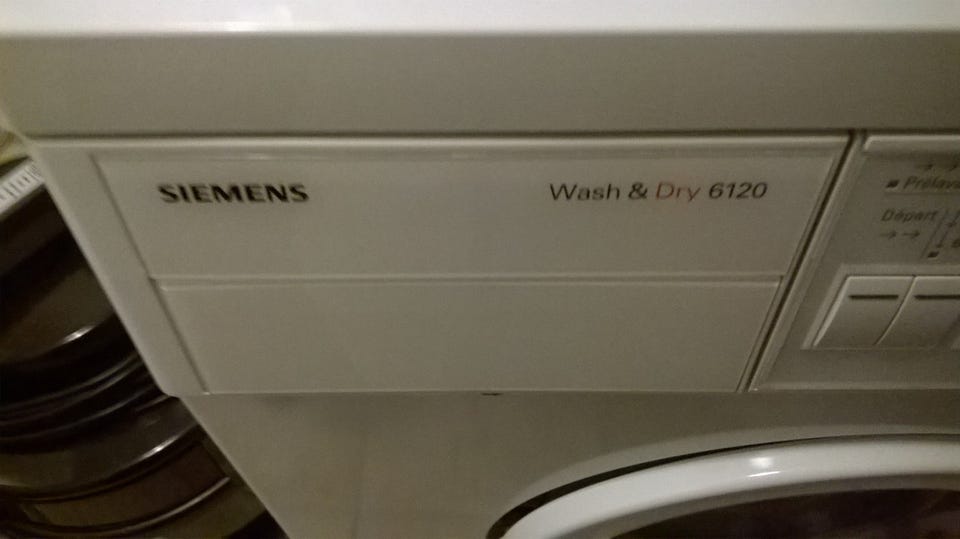 SIEMENS
Wash & Dry 6120
Départ